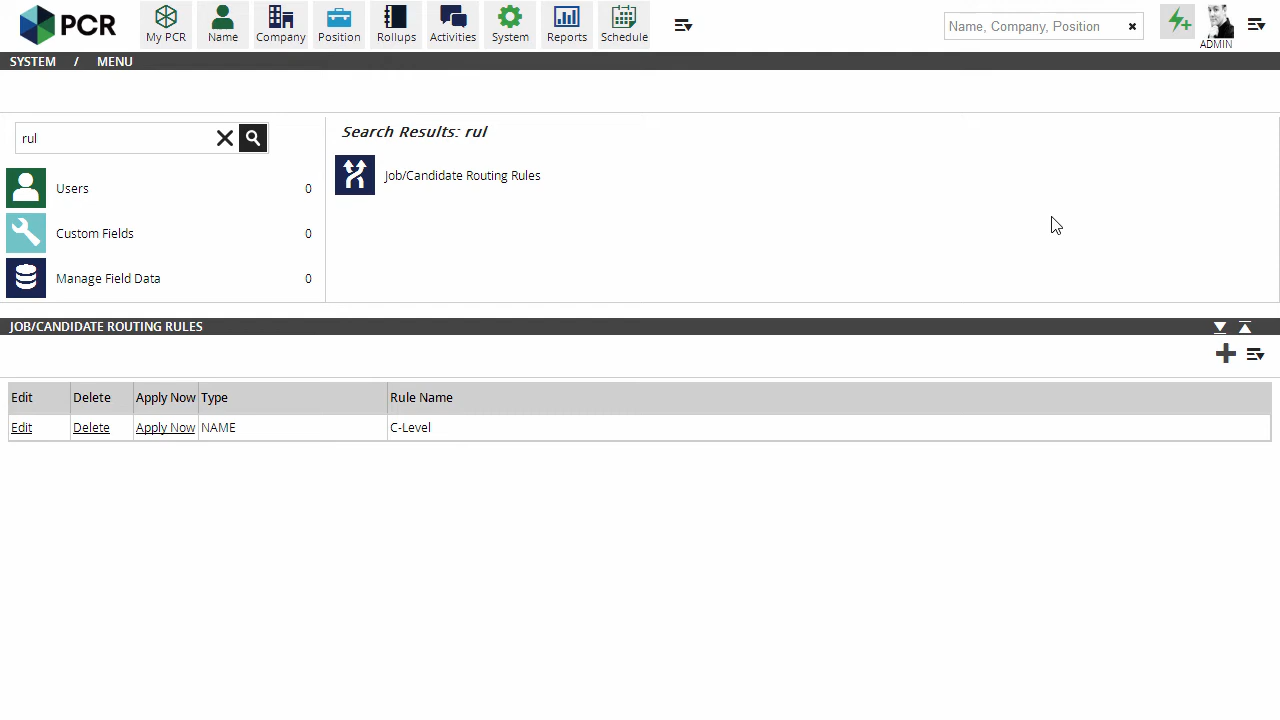 PCR
My PCR Name Company Position Rollups Activities System Reports Schedule
Name, Company, Position
ADMIN
SYSTEM / MENU
rul
Users 0
Custom Fields 0
Manage Field Data 0
Search Results: rul
Job/Candidate Routing Rules
JOB/CANDIDATE ROUTING RULES
Edit Delete Apply Now Type Rule Name
Edit Delete Apply Now NAME C-Level